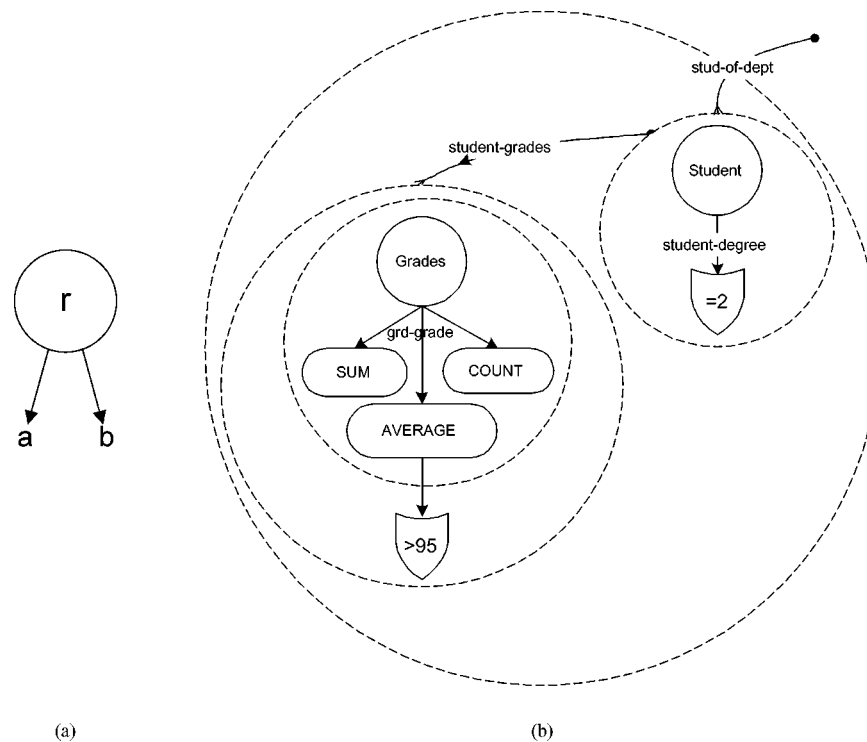 stud-of-dept
student-grades
Student
student-degree
=2
Grades
grd-grade
SUM
COUNT
AVERAGE
>95
r
a
b
(a)
(b)